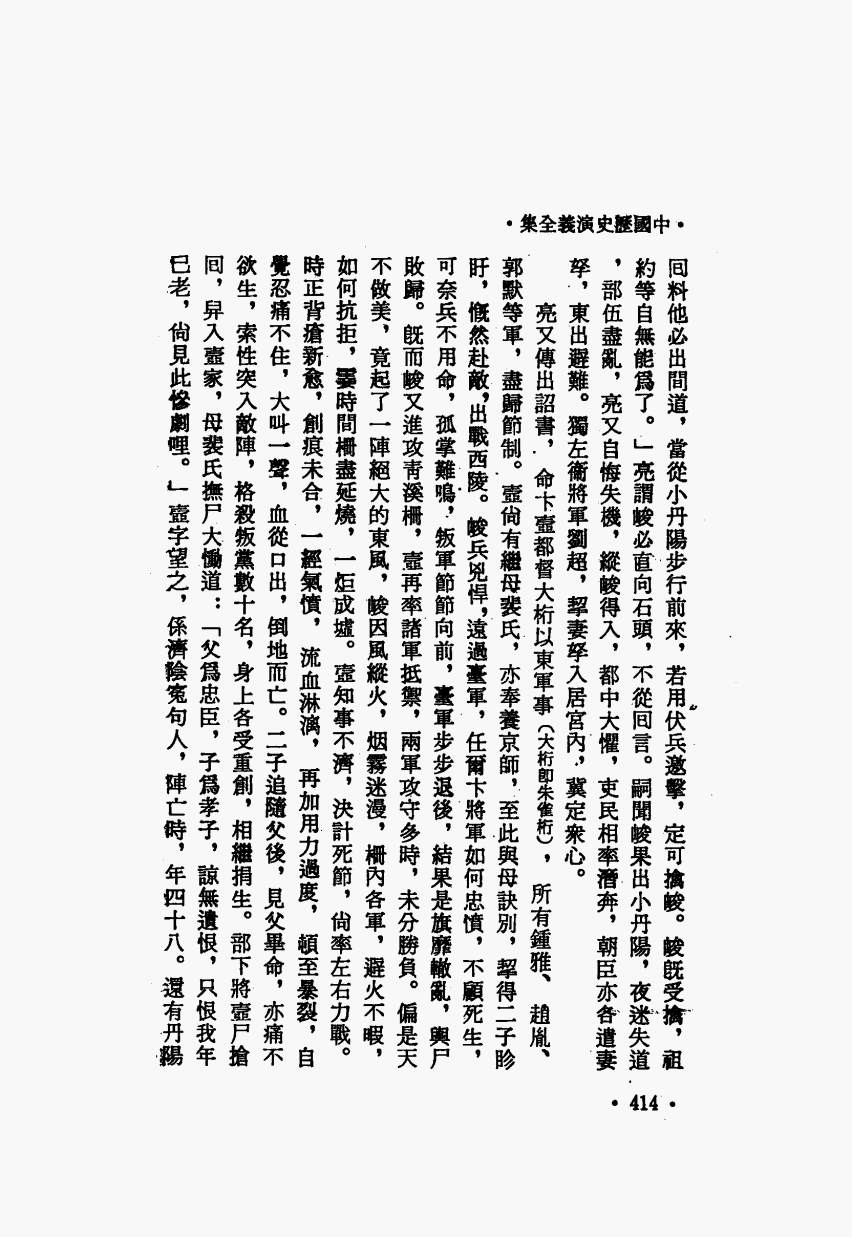 •中國歷史演義全集•
囘料他必出間道，當從小丹陽步行前來，若用伏兵邀擊，定可擒峻。峻旣受擒，祖
約等自無能爲了。」亮謂峻必直向石頭，不從囘言。嗣聞峻果出小丹陽，夜迷失道
，部伍盡亂，亮又自悔失機，縱峻得入，都中大懼，吏民相率潛奔，朝臣亦各遣妻
孥，東出避難。獨左衞將軍劉超，挈妻孥入居宮內，冀定衆心。
亮又傳出詔書，命卞壼都督大桁以東軍事（大桁卽朱雀桁），所有鍾雅、趙胤、
郭默等軍，盡歸節制。壼尙有繼母裴氏，亦奉養京師，至此與母訣別，挈得二子眕
盱，慨然赴敵，出戰西陵。峻兵兇悍，遠過臺軍，任爾卞將軍如何忠憤，不顧死生，
可奈兵不用命，孤掌難鳴，叛軍節節向前，臺軍步步退後，結果是旗靡轍亂，輿尸
敗歸。旣而峻又進攻靑溪柵，壼再率諸軍抵禦，兩軍攻守多時，未分勝負。偏是天
不做美，竟起了一陣絕大的東風，峻因風縱火，烟霧迷漫，柵內各軍，避火不暇，
如何抗拒，霎時間柵盡延燒，一炬成墟。壼知事不濟，決計死節，尙率左右力戰。
時正背瘡新愈，創痕未合，一經氣憤，流血淋漓，再加用力過度，頓至暴裂，自
覺忍痛不住，大叫一聲，血從口出，倒地而亡。二子追隨父後，見父畢命，亦痛不
欲生，索性突入敵陣，格殺叛黨數十名，身上各受重創，相繼捐生。部下將壼尸搶
囘，舁入壼家，母裴氏撫尸大慟道：「父爲忠臣，子爲孝子，諒無遺恨，只恨我年
已老，尙見此慘劇哩。」壼字望之，係濟陰寃句人，陣亡時，年四十八。還有丹陽
•414•